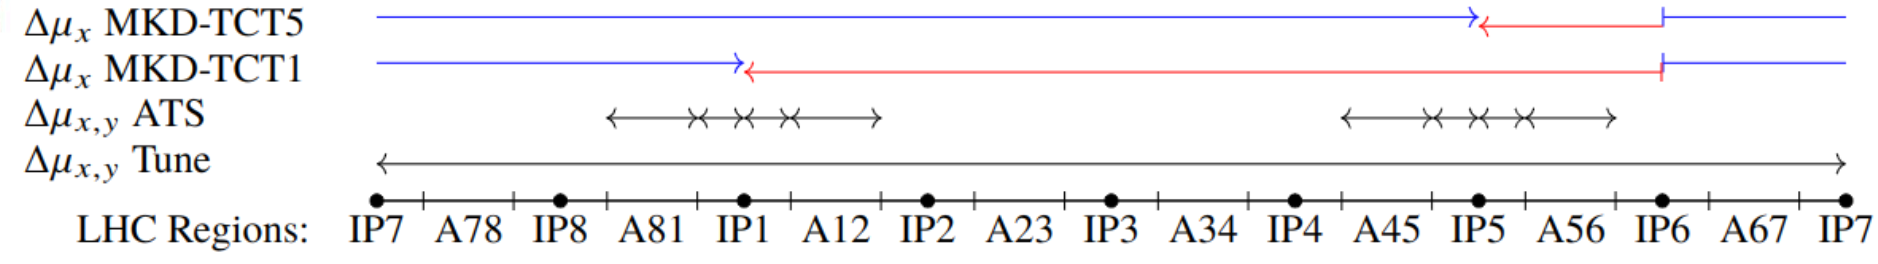 Δμx MKD-TCT5
Δμx MKD-TCT1
Δμx,y ATS
Δμx,y Tune
LHC Regions: IP7 A78 IP8 A81 IP1 A12 IP2 A23 IP3 A34 IP4 A45 IP5 A56 IP6 A67 IP7